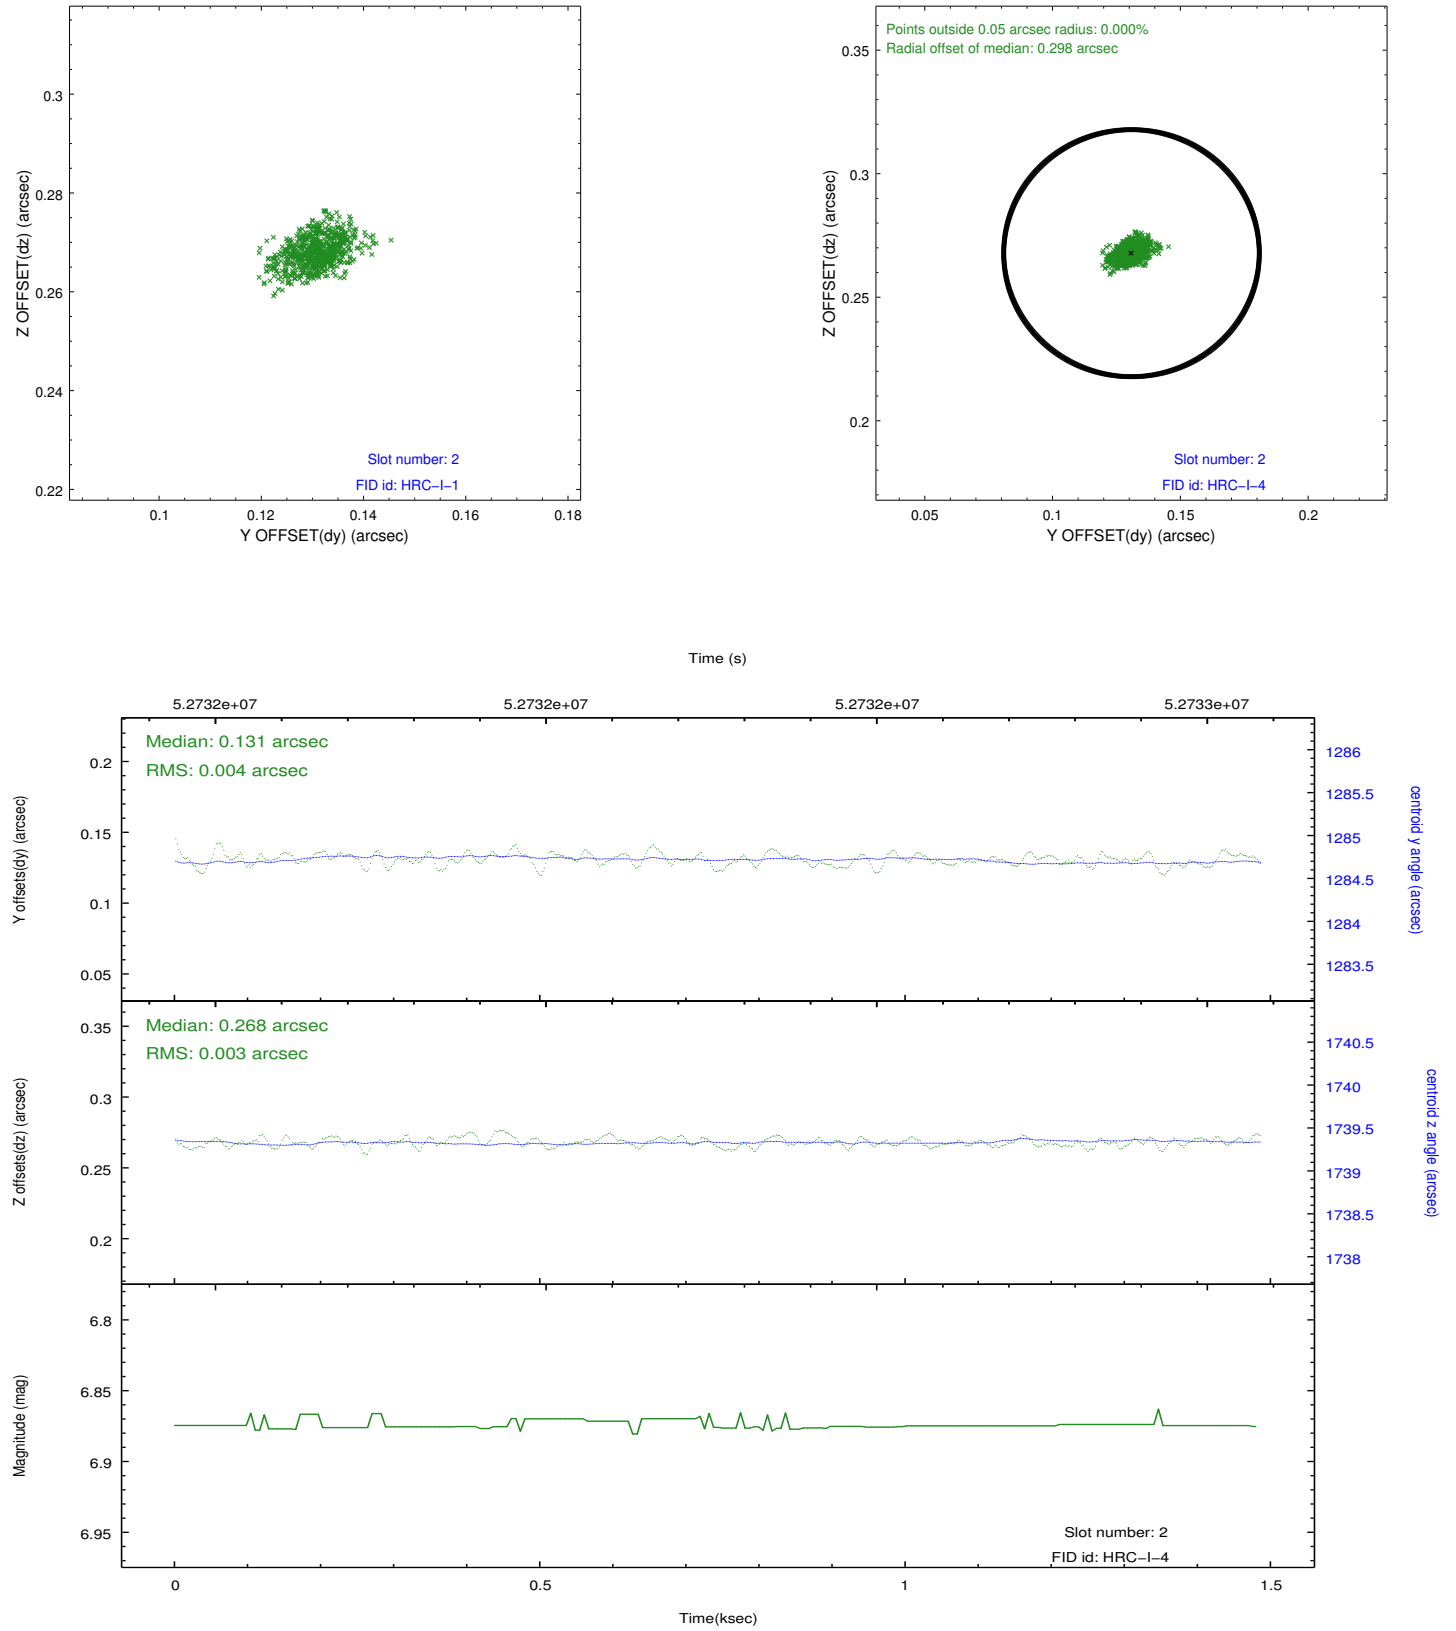 0.3
0.28
0.26
0.24
0.22
Z OFFSET(dz) (arcsec)
Slot number: 2
FID id: HRC−I−1
0.1 0.12 0.14 0.16 0.18
Y OFFSET(dy) (arcsec)
Points outside 0.05 arcsec radius: 0.000%
Radial offset of median: 0.298 arcsec
0.35
0.3
0.25
0.2
Z OFFSET(dz) (arcsec)
Slot number: 2
FID id: HRC−I−4
0.05 0.1 0.15 0.2
Y OFFSET(dy) (arcsec)
Time (s)
5.2732e+07 5.2732e+07 5.2732e+07 5.2733e+07
Median: 0.131 arcsec
RMS: 0.004 arcsec
0.2
0.15
0.1
0.05
Y offsets(dy) (arcsec)
1286
1285.5
1285
1284.5
1284
1283.5
centroid y angle (arcsec)
Median: 0.268 arcsec
RMS: 0.003 arcsec
0.35
0.3
0.25
0.2
Z offsets(dz) (arcsec)
1740.5
1740
1739.5
1739
1738.5
1738
centroid z angle (arcsec)
6.8
6.85
6.9
6.95
Magnitude (mag)
Slot number: 2
FID id: HRC−I−4
0 0.5 1 1.5
Time(ksec)